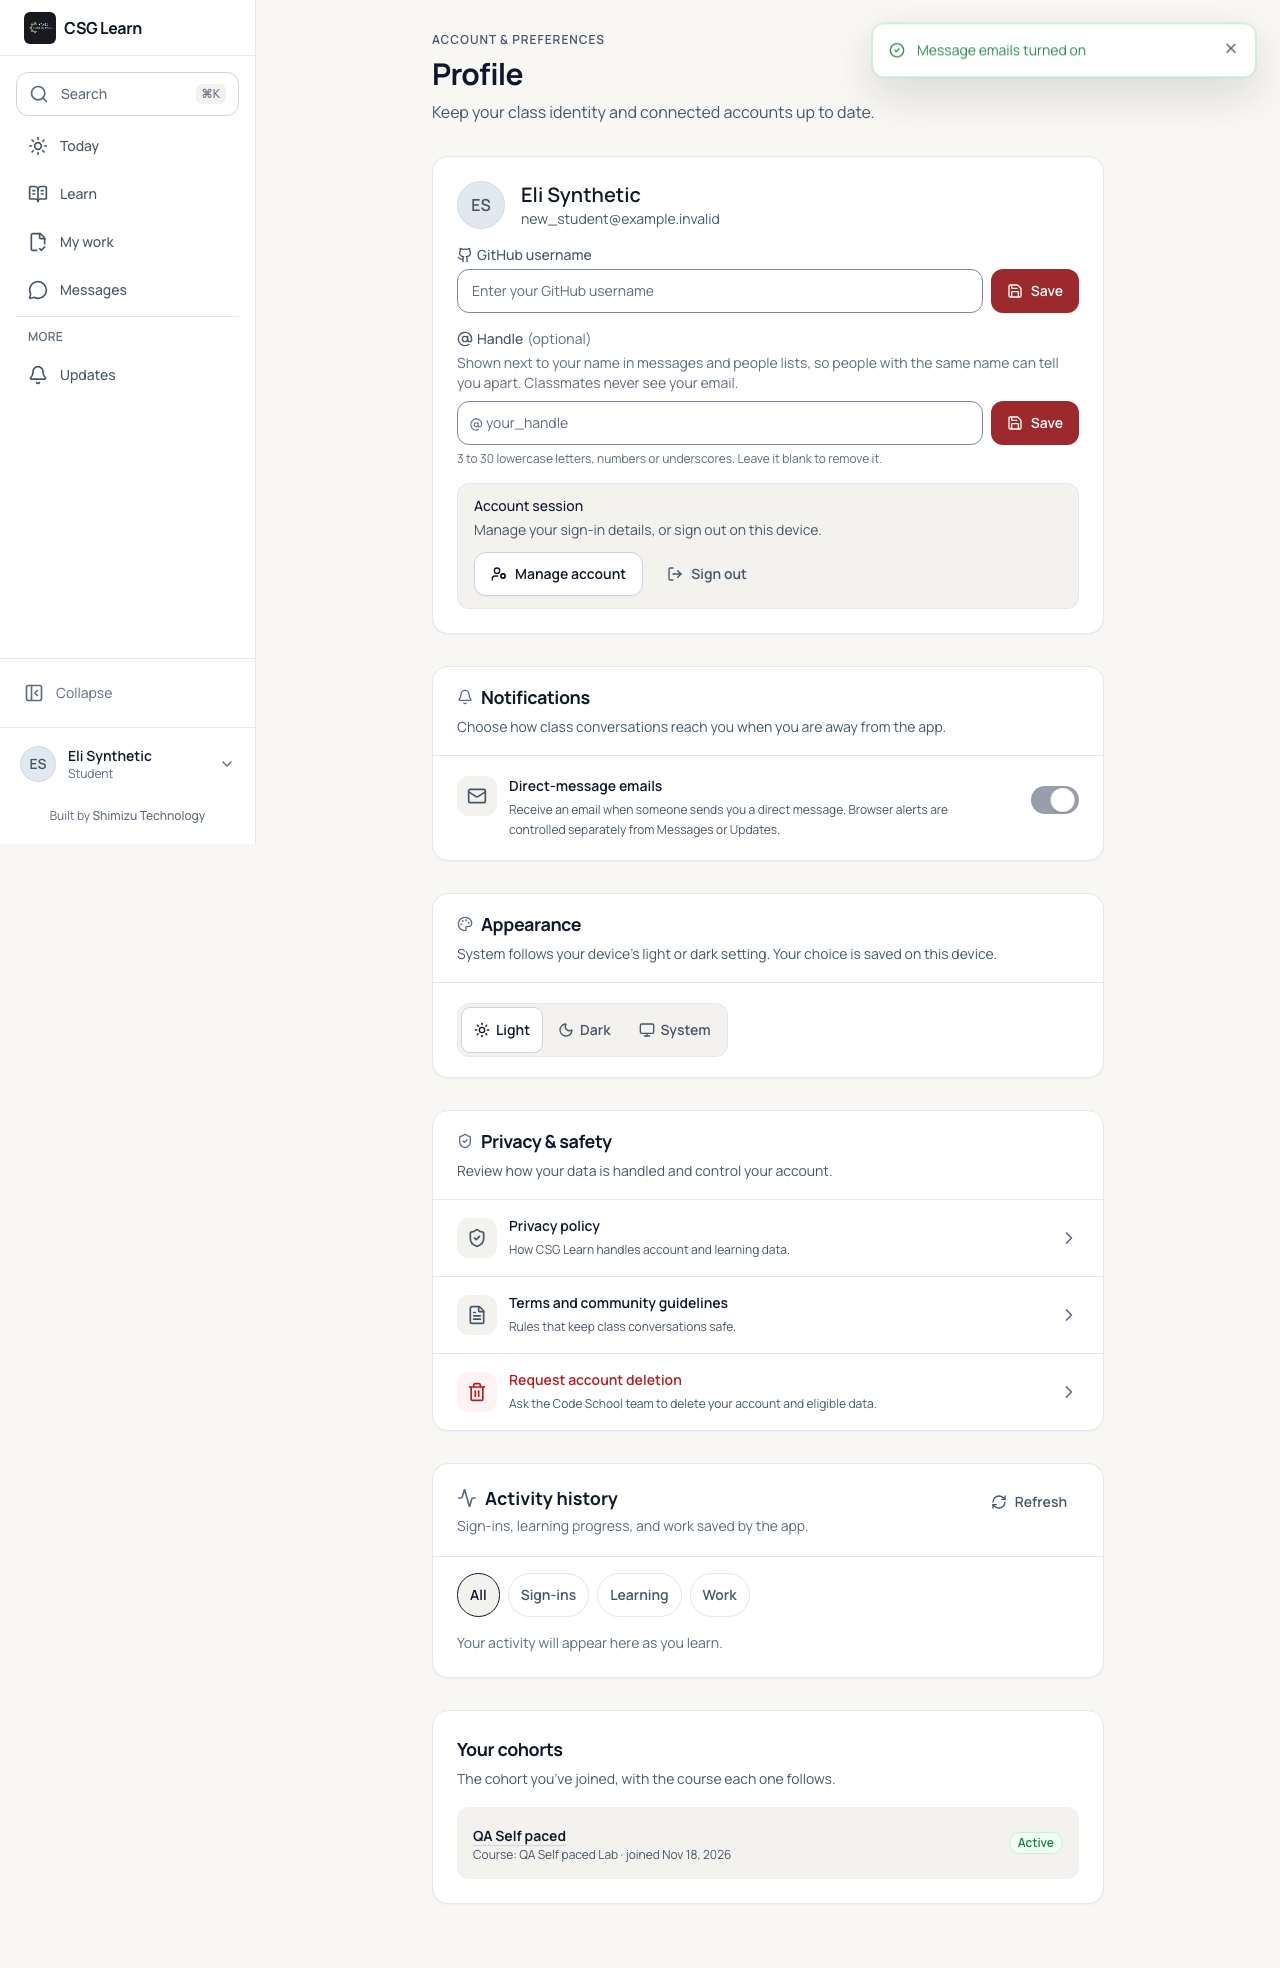 CSG Learn
Search ⌘K
Today
Learn
My work
Messages
MORE
Updates
Collapse
ES
Eli Synthetic
Student
Built by Shimizu Technology
ACCOUNT & PREFERENCES
Profile
Keep your class identity and connected accounts up to date.
Message emails turned on
ES
Eli Synthetic
new_student@example.invalid
GitHub username
Enter your GitHub username
Save
Handle (optional)
Shown next to your name in messages and people lists, so people with the same name can tell
you apart. Classmates never see your email.
@ your_handle
Save
3 to 30 lowercase letters, numbers or underscores. Leave it blank to remove it.
Account session
Manage your sign-in details, or sign out on this device.
Manage account
Sign out
Notifications
Choose how class conversations reach you when you are away from the app.
Direct-message emails
Receive an email when someone sends you a direct message. Browser alerts are
controlled separately from Messages or Updates.
Appearance
System follows your device's light or dark setting. Your choice is saved on this device.
Light
Dark
System
Privacy & safety
Review how your data is handled and control your account.
Privacy policy
How CSG Learn handles account and learning data.
Terms and community guidelines
Rules that keep class conversations safe.
Request account deletion
Ask the Code School team to delete your account and eligible data.
Activity history
Sign-ins, learning progress, and work saved by the app.
Refresh
All
Sign-ins
Learning
Work
Your activity will appear here as you learn.
Your cohorts
The cohort you've joined, with the course each one follows.
QA Self paced
Course: QA Self paced Lab · joined Nov 18, 2026
Active